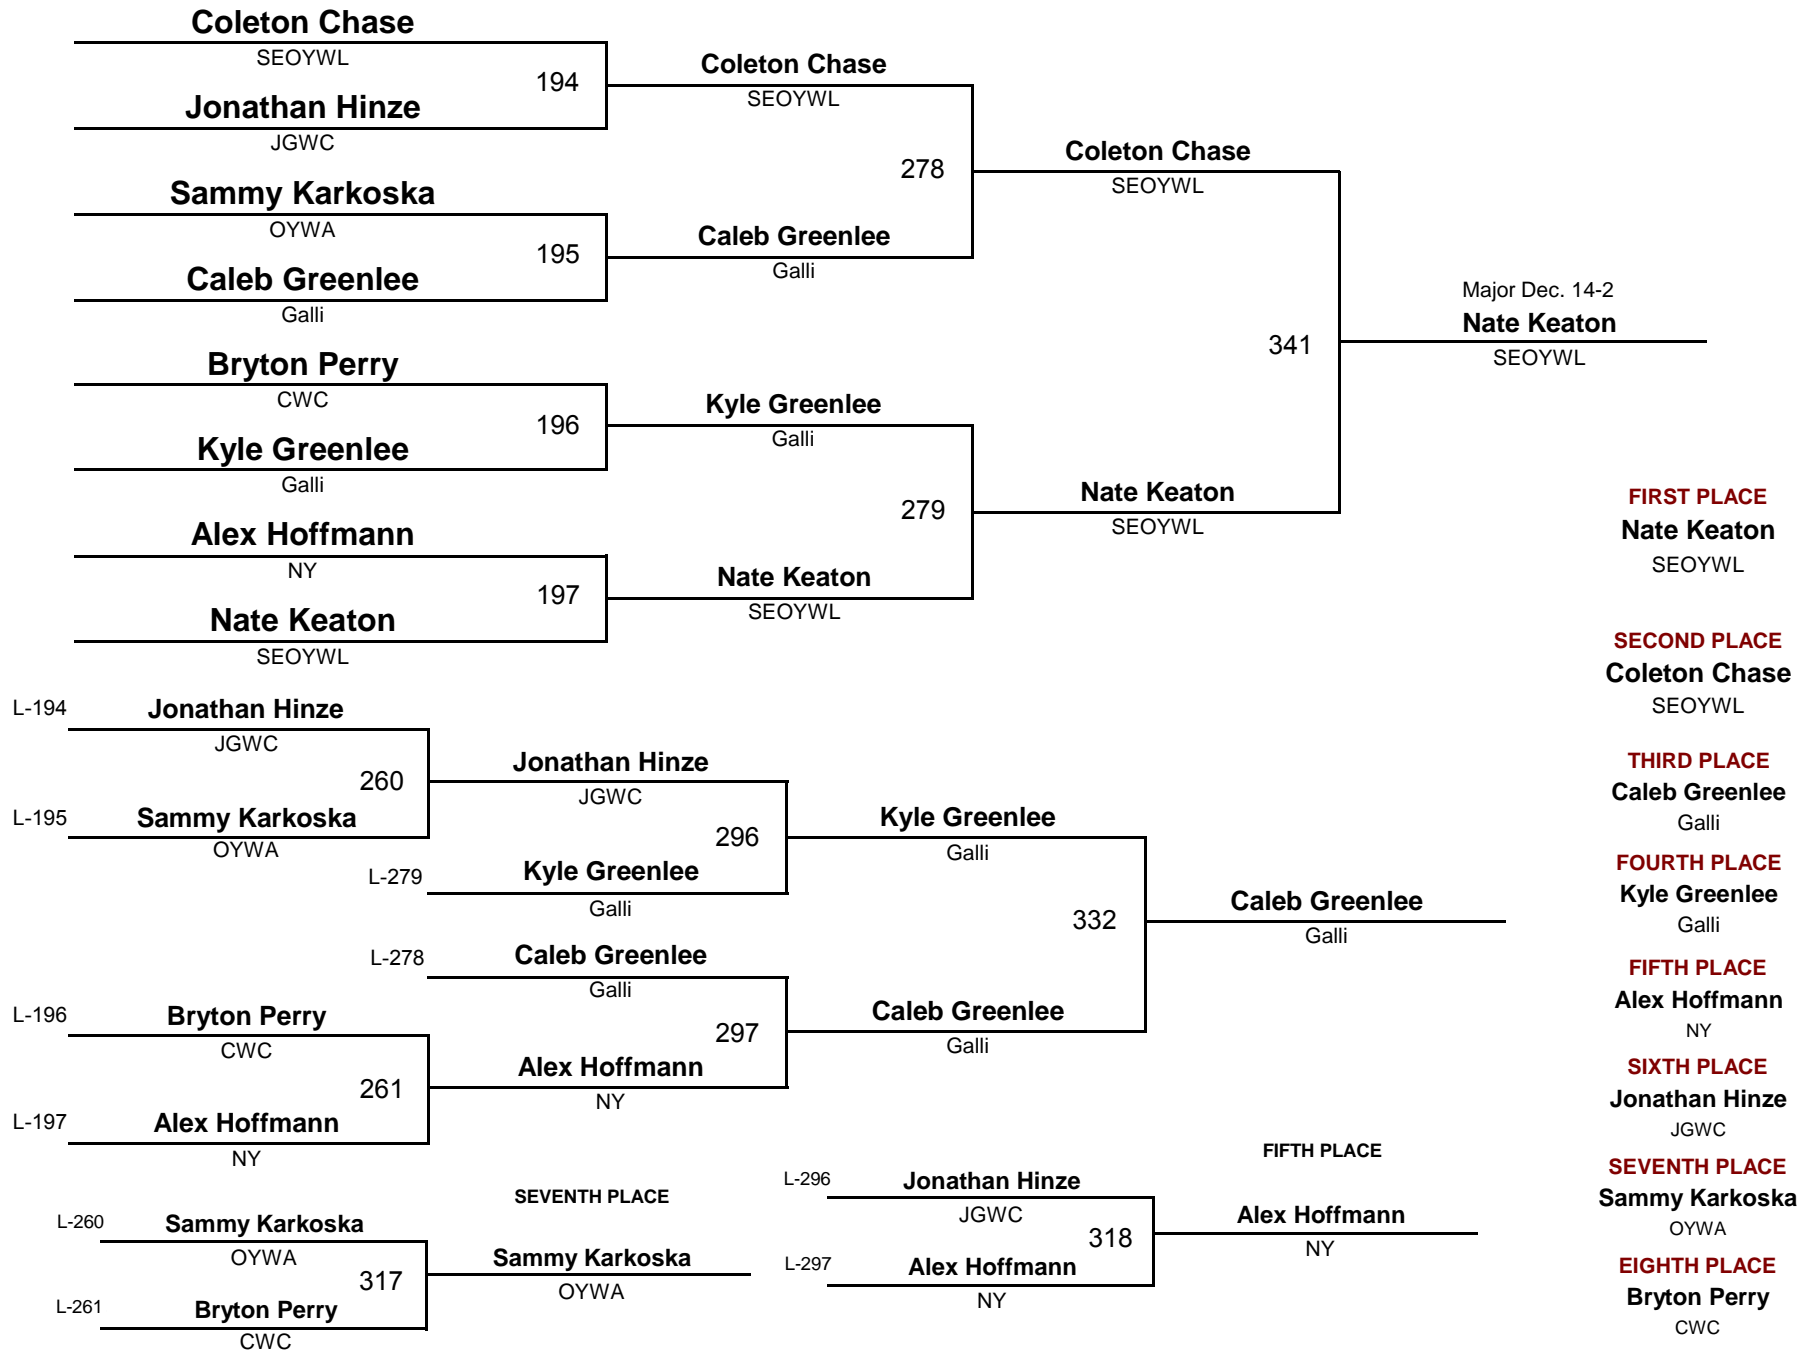 Coleton Chase
SEOYWL
194
Jonathan Hinze
JGWC
Sammy Karkoska
OYWA
195
Caleb Greenlee
Galli
Bryton Perry
CWC
196
Kyle Greenlee
Galli
Alex Hoffmann
NY
197
Nate Keaton
SEOYWL
Coleton Chase
SEOYWL
278
Caleb Greenlee
Galli
Kyle Greenlee
Galli
279
Nate Keaton
SEOYWL
Coleton Chase
SEOYWL
341
Nate Keaton
SEOYWL
Major Dec. 14-2
Nate Keaton
SEOYWL
L-194
Jonathan Hinze
JGWC
260
L-195
Sammy Karkoska
OYWA
Jonathan Hinze
JGWC
296
L-279
Kyle Greenlee
Galli
L-278
Caleb Greenlee
Galli
297
L-196
Bryton Perry
CWC
261
L-197
Alex Hoffmann
NY
Alex Hoffmann
NY
Kyle Greenlee
Galli
332
Caleb Greenlee
Galli
Caleb Greenlee
Galli
SEVENTH PLACE
L-260
Sammy Karkoska
OYWA
317
L-261
Bryton Perry
CWC
Sammy Karkoska
OYWA
FIFTH PLACE
L-296
Jonathan Hinze
JGWC
318
L-297
Alex Hoffmann
NY
Alex Hoffmann
NY
FIRST PLACE
Nate Keaton
SEOYWL
SECOND PLACE
Coleton Chase
SEOYWL
THIRD PLACE
Caleb Greenlee
Galli
FOURTH PLACE
Kyle Greenlee
Galli
FIFTH PLACE
Alex Hoffmann
NY
SIXTH PLACE
Jonathan Hinze
JGWC
SEVENTH PLACE
Sammy Karkoska
OYWA
EIGHTH PLACE
Bryton Perry
CWC